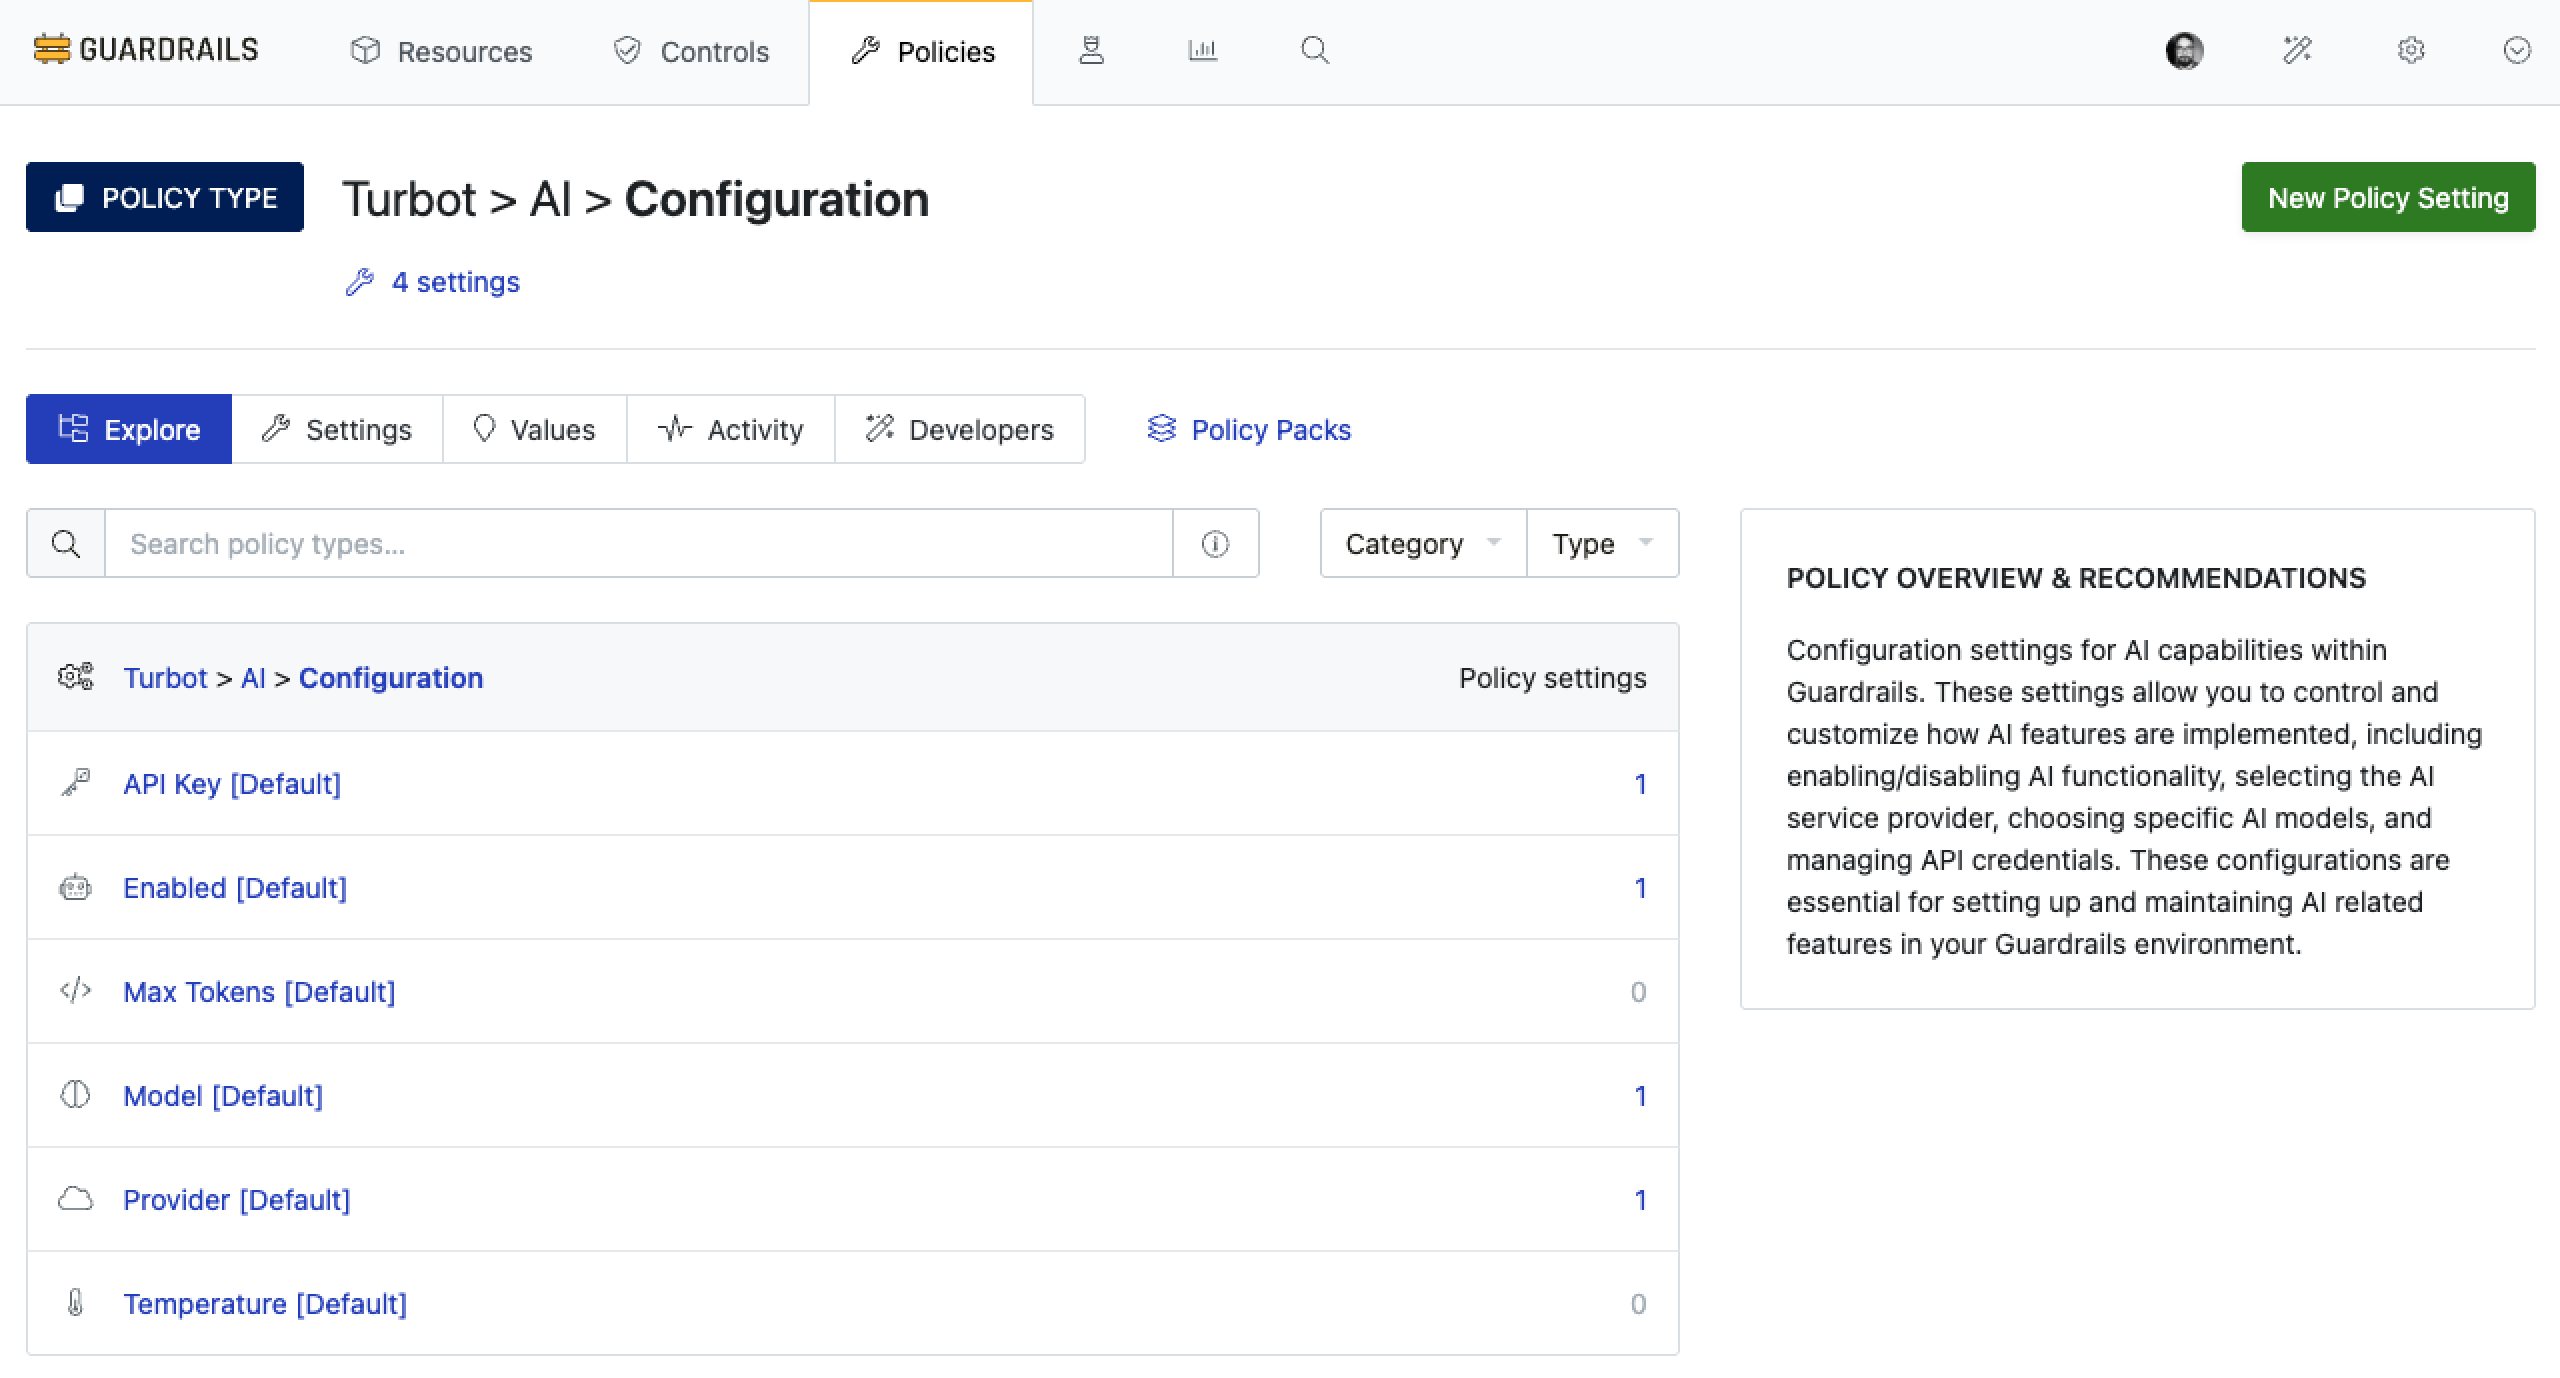 GUARDRAILS
Resources
Controls
Policies
POLICY TYPE
Turbot > AI > Configuration
New Policy Setting
4 settings
Explore
Settings
Values
Activity
Developers
Policy Packs
Search policy types...
Category
Type
Turbot > AI > Configuration
Policy settings
API Key [Default]
1
Enabled [Default]
1
Max Tokens [Default]
0
Model [Default]
1
Provider [Default]
1
Temperature [Default]
0
POLICY OVERVIEW & RECOMMENDATIONS
Configuration settings for AI capabilities within
Guardrails. These settings allow you to control and
customize how AI features are implemented, including
enabling/disabling AI functionality, selecting the AI
service provider, choosing specific AI models, and
managing API credentials. These configurations are
essential for setting up and maintaining AI related
features in your Guardrails environment.